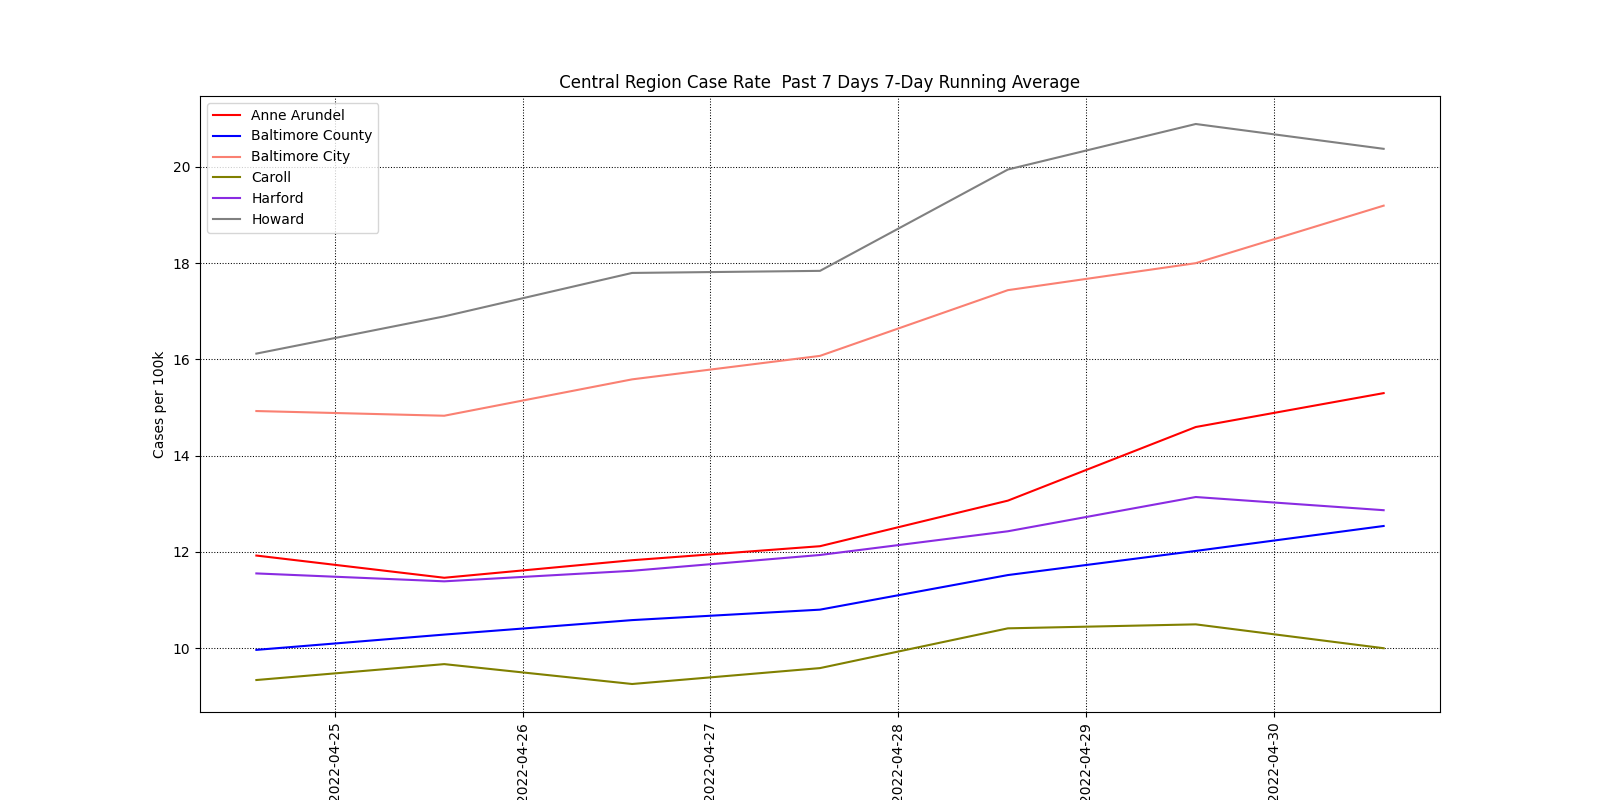 Central Region Case Rate  Past 7 Days 7-Day Running Average
Anne Arundel
Baltimore County
Baltimore City
Caroll
Harford
Howard
Cases per 100k
20
18
16
14
12
10
2022-04-25
2022-04-26
2022-04-27
2022-04-28
2022-04-29
2022-04-30